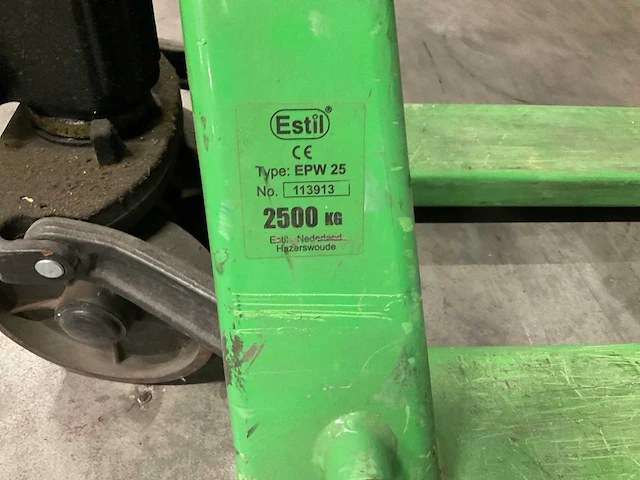 Estil®
CE
Type: EPW 25
No. 113913
2500 KG
Estil Nederland
Hazerswoude